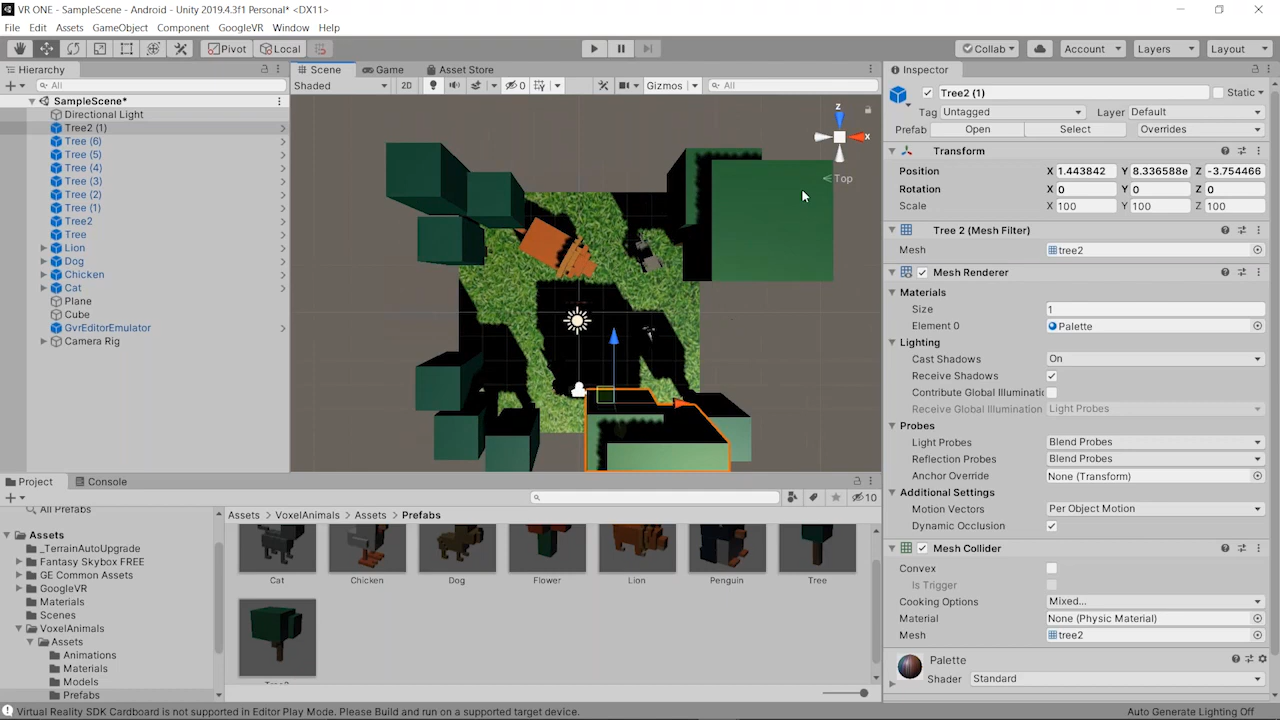 VR ONE - SampleScene - Android - Unity 2019.4.3f1 Personal* <DX11>
File Edit Assets GameObject Component GoogleVR Window Help
Pivot Local Collab Account Layers Layout
Hierarchy
All
SampleScene*
Directional Light
Tree2 (1)
Tree (6)
Tree (5)
Tree (4)
Tree (3)
Tree (2)
Tree (1)
Tree2
Tree
Lion
Dog
Chicken
Cat
Plane
Cube
GvrEditorEmulator
Camera Rig
Scene Game Asset Store
Shaded 2D 0 Gizmos All
z
x
Top
Inspector
Tree2 (1) Static
Tag Untagged Layer Default
Prefab Open Select Overrides
Transform
Position X 1.443842 Y 8.336588e Z -3.754466
Rotation X 0 Y 0 Z 0
Scale X 100 Y 100 Z 100
Tree 2 (Mesh Filter)
Mesh tree2
Mesh Renderer
Materials
Size 1
Element 0 Palette
Lighting
Cast Shadows On
Receive Shadows
Contribute Global Illuminatic
Receive Global Illumination Light Probes
Probes
Light Probes Blend Probes
Reflection Probes Blend Probes
Anchor Override None (Transform)
Additional Settings
Motion Vectors Per Object Motion
Dynamic Occlusion
Mesh Collider
Convex
Is Trigger
Cooking Options Mixed...
Material None (Physic Material)
Mesh tree2
Palette
Shader Standard
Project Console
10
All Prefabs
Assets
_TerrainAutoUpgrade
Fantasy Skybox FREE
GE Common Assets
GoogleVR
Materials
Scenes
VoxelAnimals
Assets
Animations
Materials
Models
Prefabs
Assets > VoxelAnimals > Assets > Prefabs
Cat Chicken Dog Flower Lion Penguin Tree
Virtual Reality SDK Cardboard is not supported in Editor Play Mode. Please Build and run on a supported target device.
Auto Generate Lighting Off